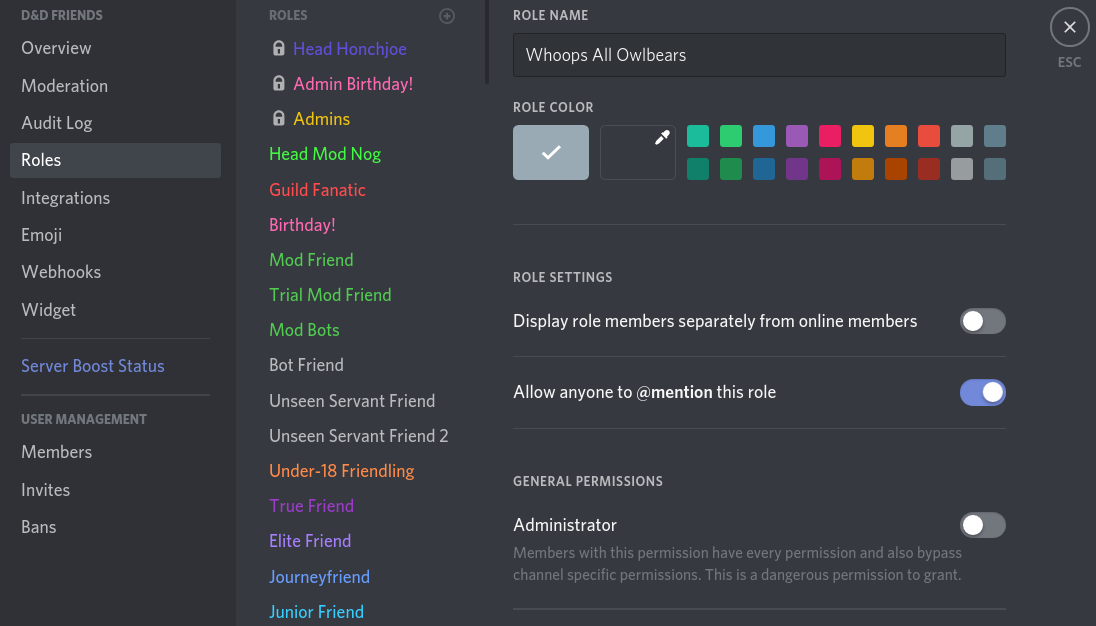 D&D FRIENDS
Overview
Moderation
Audit Log
Roles
Integrations
Emoji
Webhooks
Widget
Server Boost Status
USER MANAGEMENT
Members
Invites
Bans
ROLES
Head Honchjoe
Admin Birthday!
Admins
Head Mod Nog
Guild Fanatic
Birthday!
Mod Friend
Trial Mod Friend
Mod Bots
Bot Friend
Unseen Servant Friend
Unseen Servant Friend 2
Under-18 Friendling
True Friend
Elite Friend
Journeyfriend
Junior Friend
ROLE NAME
Whoops All Owlbears
ROLE COLOR
ROLE SETTINGS
Display role members separately from online members
Allow anyone to @mention this role
GENERAL PERMISSIONS
Administrator
Members with this permission have every permission and also bypass
channel specific permissions. This is a dangerous permission to grant.
ESC